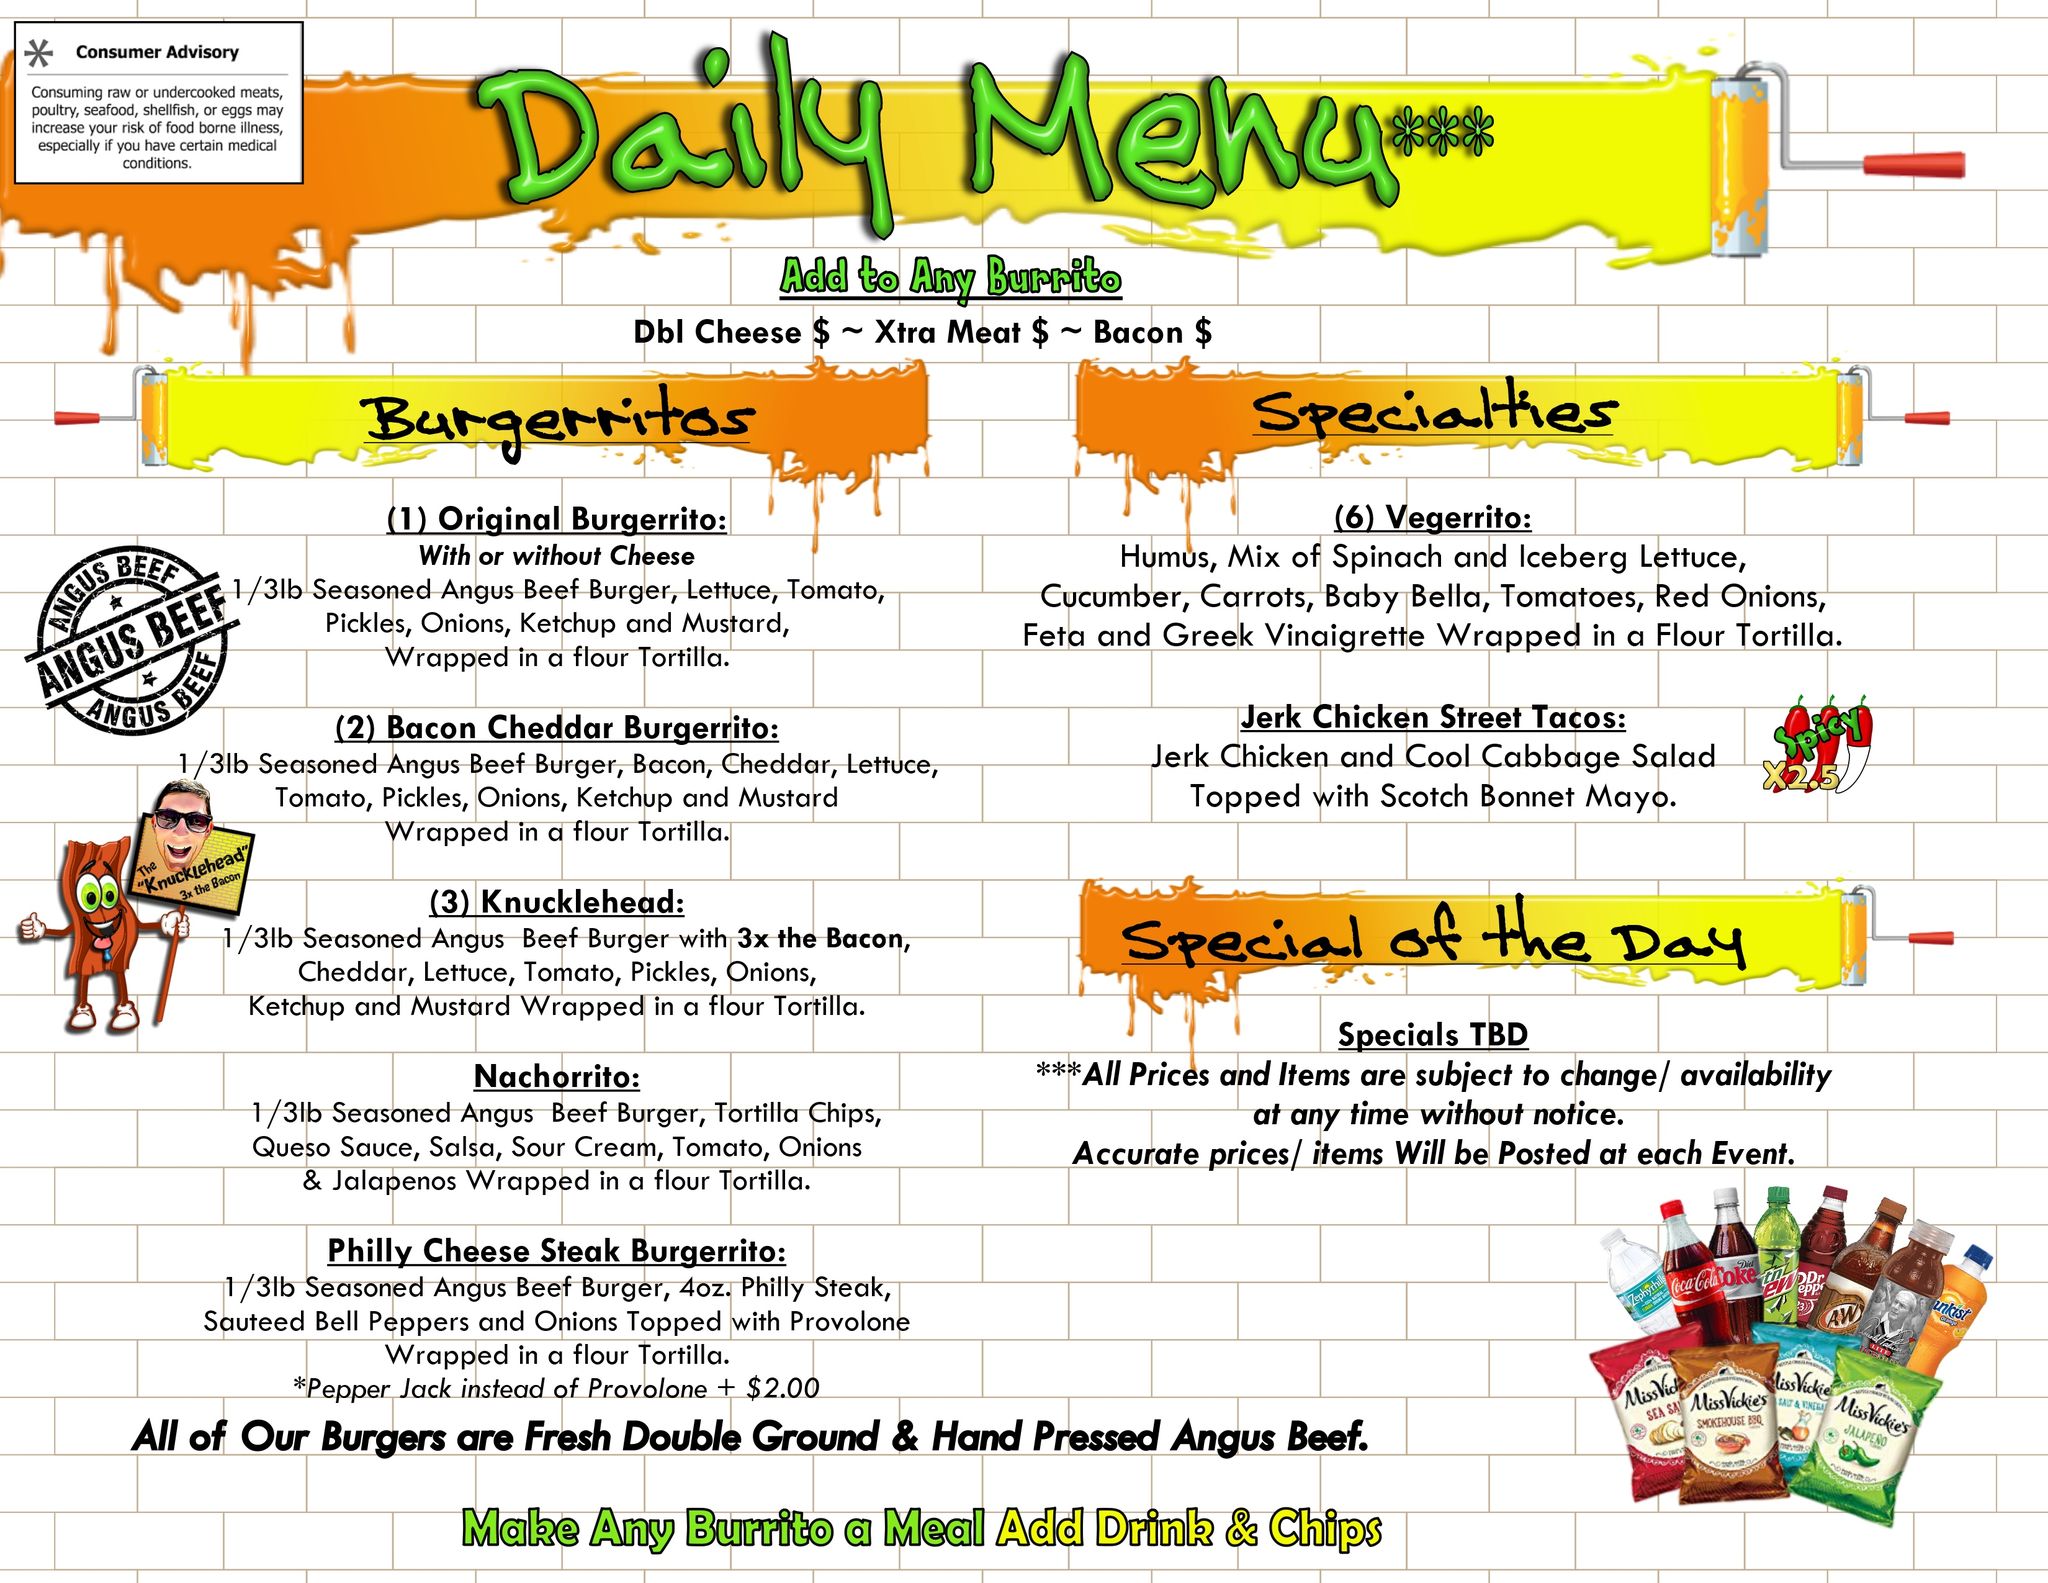 Consumer Advisory
Consuming raw or undercooked meats,
poultry, seafood, shellfish, or eggs may
increase your risk of food borne illness,
especially if you have certain medical
conditions.
Daily Menu***
Add to Any Burrito
Dbl Cheese $ ~ Xtra Meat $ ~ Bacon $
Burgerritos
(1) Original Burgerrito:
With or without Cheese
1/3lb Seasoned Angus Beef Burger, Lettuce, Tomato,
Pickles, Onions, Ketchup and Mustard,
Wrapped in a flour Tortilla.
ANGUS BEEF
ANGUS BEEF
ANGUS BEEF
(2) Bacon Cheddar Burgerrito:
1/3lb Seasoned Angus Beef Burger, Bacon, Cheddar, Lettuce,
Tomato, Pickles, Onions, Ketchup and Mustard
Wrapped in a flour Tortilla.
The
"Knucklehead"
3x the Bacon
(3) Knucklehead:
1/3lb Seasoned Angus Beef Burger with 3x the Bacon,
Cheddar, Lettuce, Tomato, Pickles, Onions,
Ketchup and Mustard Wrapped in a flour Tortilla.
Nachorrito:
1/3lb Seasoned Angus Beef Burger, Tortilla Chips,
Queso Sauce, Salsa, Sour Cream, Tomato, Onions
& Jalapenos Wrapped in a flour Tortilla.
Philly Cheese Steak Burgerrito:
1/3lb Seasoned Angus Beef Burger, 4oz. Philly Steak,
Sauteed Bell Peppers and Onions Topped with Provolone
Wrapped in a flour Tortilla.
*Pepper Jack instead of Provolone + $2.00
Specialties
(6) Vegerrito:
Humus, Mix of Spinach and Iceberg Lettuce,
Cucumber, Carrots, Baby Bella, Tomatoes, Red Onions,
Feta and Greek Vinaigrette Wrapped in a Flour Tortilla.
Jerk Chicken Street Tacos:
Jerk Chicken and Cool Cabbage Salad
Topped with Scotch Bonnet Mayo.
Spicy
X2.5
Special of the Day
Specials TBD
***All Prices and Items are subject to change/ availability
at any time without notice.
Accurate prices/ items Will be Posted at each Event.
Zephyrhills
Coca-Cola
Diet
Coke
Dr
A&W
LITE
MissVickie's
SMOKEHOUSE BBQ
MissVickie's
JALAPEÑO
All of Our Burgers are Fresh Double Ground & Hand Pressed Angus Beef.
Make Any Burrito a Meal Add Drink & Chips